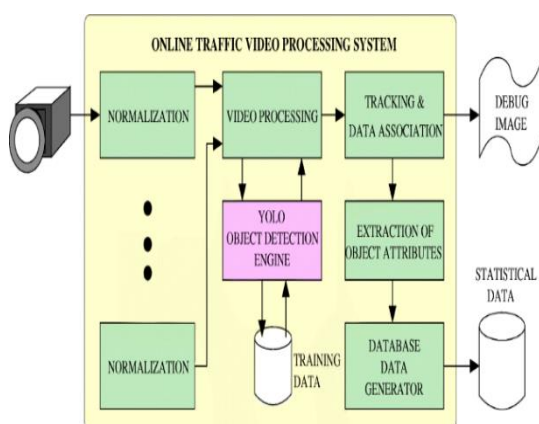 ONLINE TRAFFIC VIDEO PROCESSING SYSTEM
NORMALIZATION
VIDEO PROCESSING
TRACKING &
DATA ASSOCIATION
DEBUG
IMAGE
YOLO
OBJECT DETECTION
ENGINE
EXTRACTION OF
OBJECT ATTRIBUTES
STATISTICAL
DATA
NORMALIZATION
TRAINING
DATA
DATABASE
DATA
GENERATOR